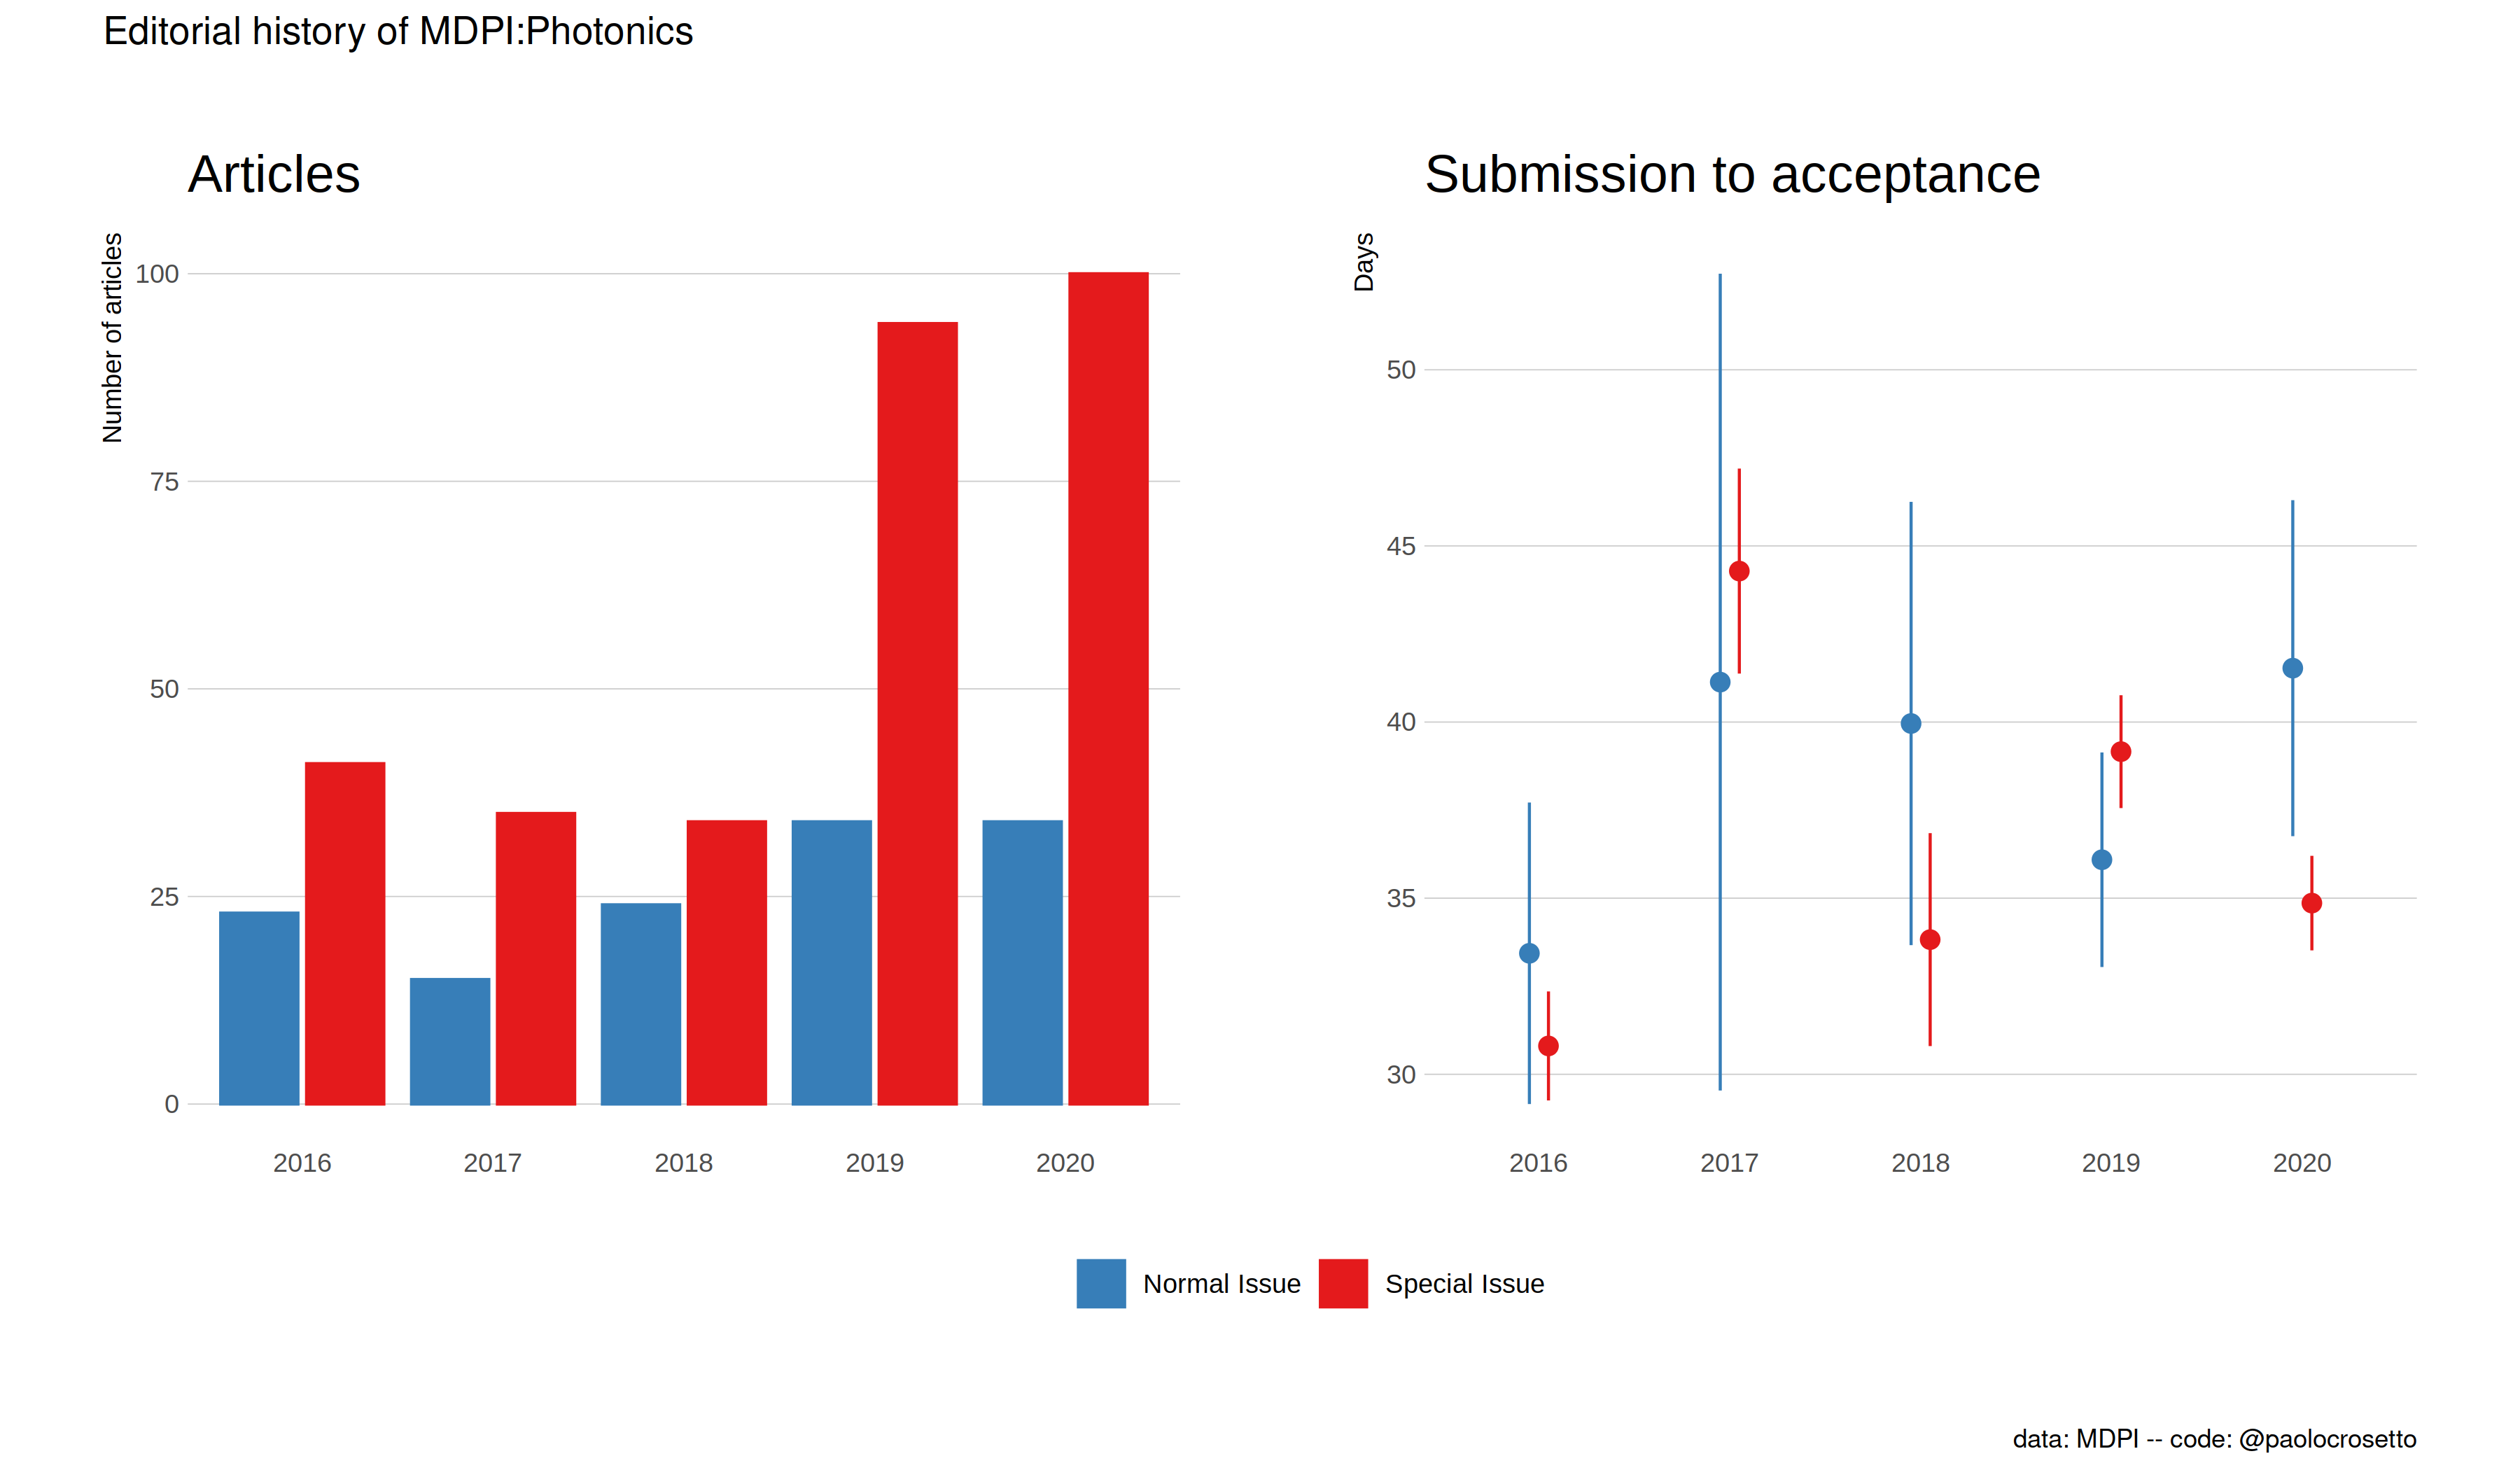 Editorial history of MDPI:Photonics
Articles
Number of articles
100
75
50
25
0
2016 2017 2018 2019 2020
Submission to acceptance
Days
50
45
40
35
30
2016 2017 2018 2019 2020
Normal Issue Special Issue
data: MDPI -- code: @paolocrosetto